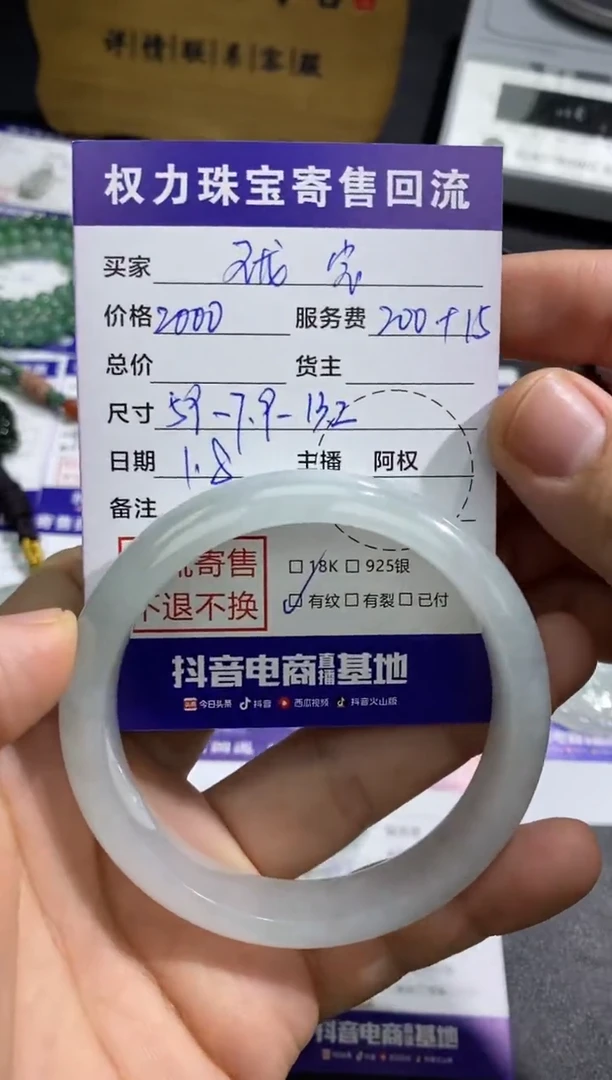 详情联系客服
权力珠宝寄售回流
买家
价格2000 服务费200+15
总价 货主
尺寸59-7.9-13.2
日期1.8 主播 阿权
备注
寄售
不退不换
18K 925银
有纹 有裂 已付
抖音电商直播基地
今日头条 抖音 西瓜视频 抖音火山版
抖音电商直播基地